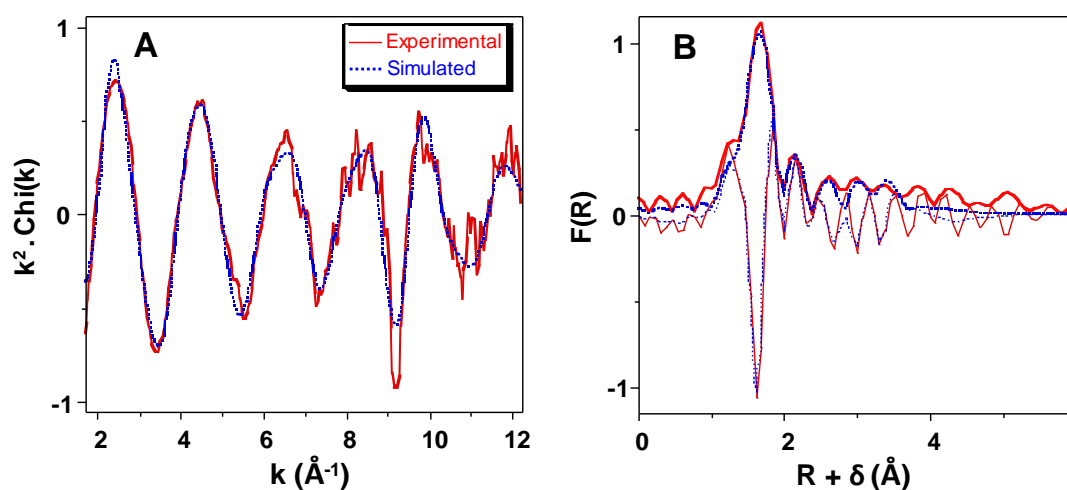 A
Experimental
Simulated
1
0
-1
k². Chi(k)
2
4
6
8
10
12
k (Å⁻¹)
B
1
0
-1
F(R)
0
2
4
R + δ (Å)